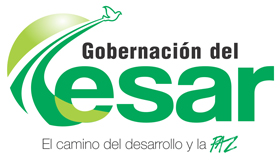 Gobernación del
Cesar
El camino del desarrollo y la PAZ